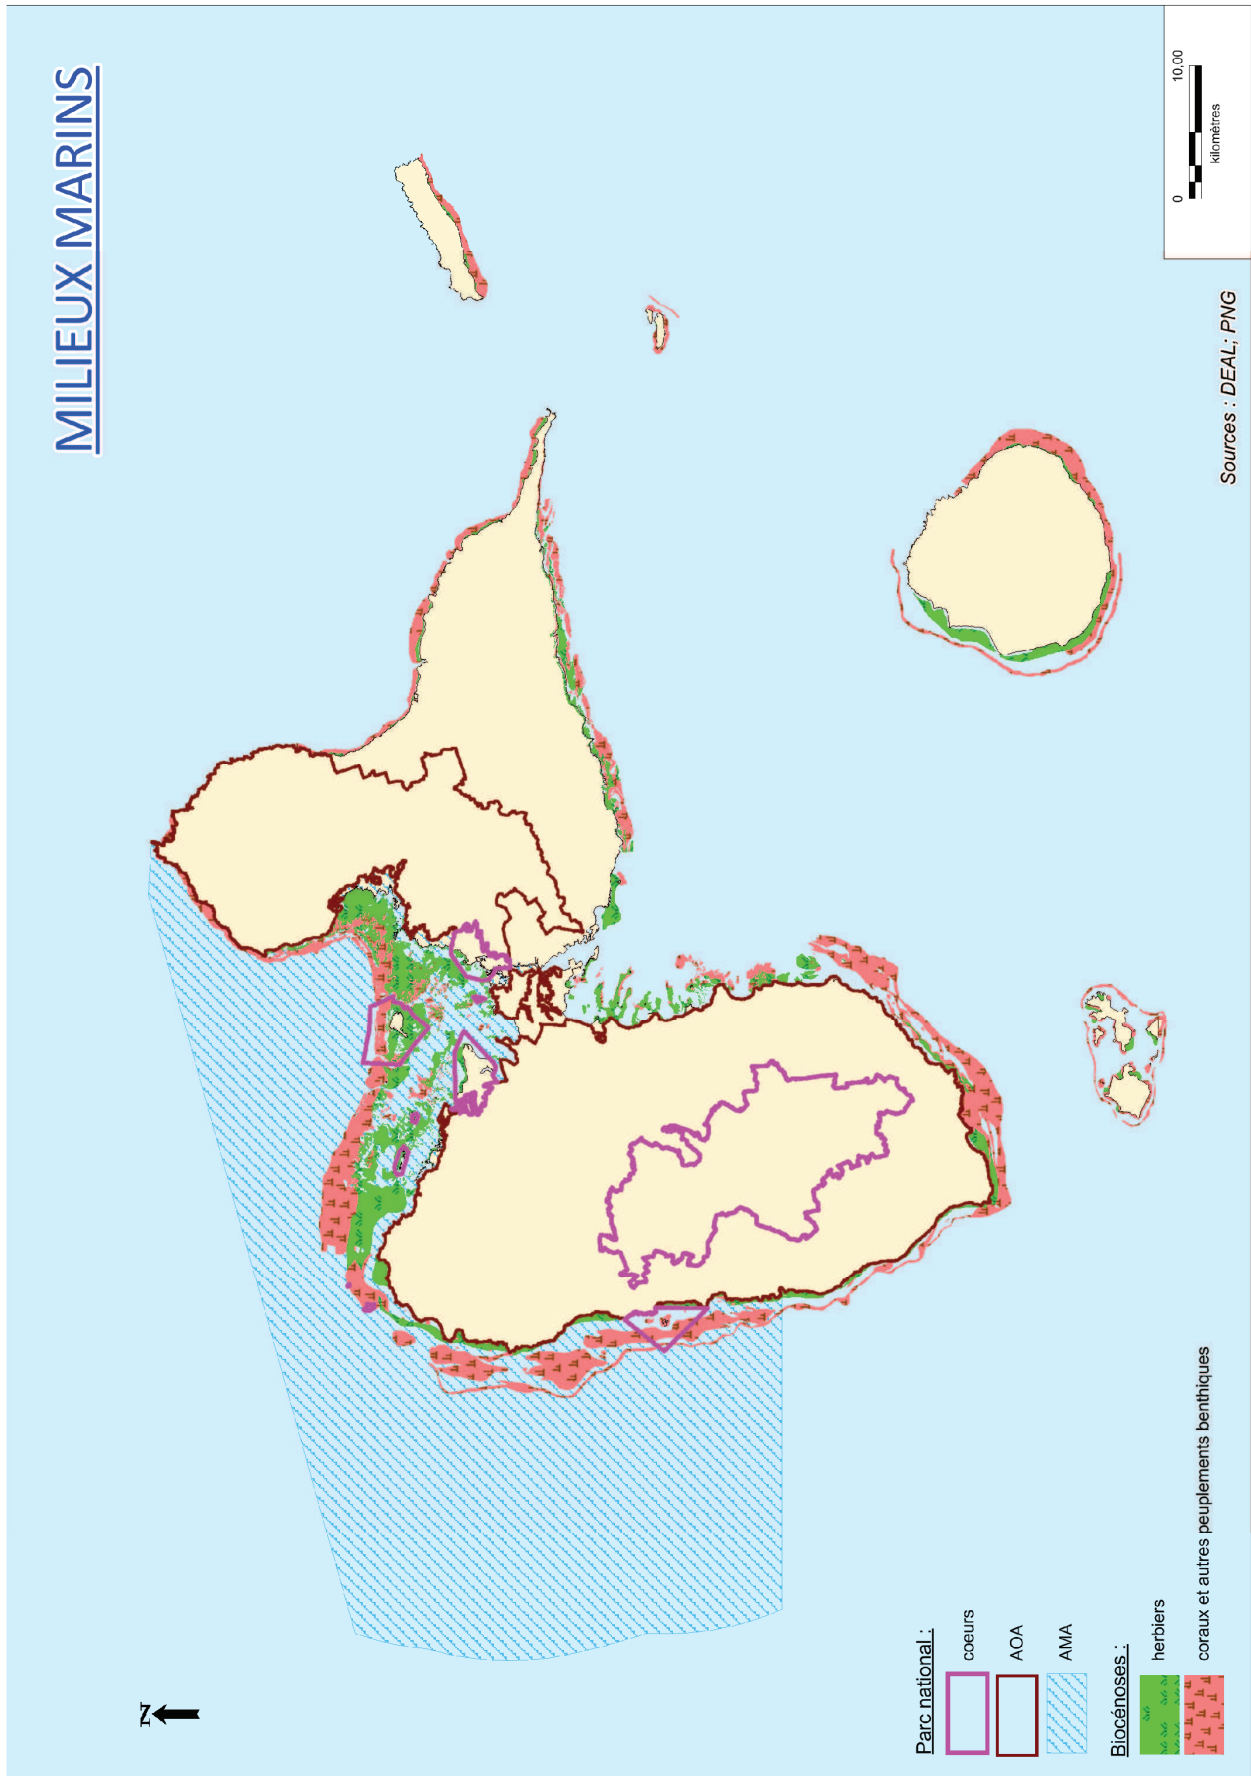 MILIEUX MARINS
N
Parc national :
coeurs
AOA
AMA
Biocénoses :
herbiers
coraux et autres peuplements benthiques
Sources : DEAL; PNG
0 10,00
kilomètres